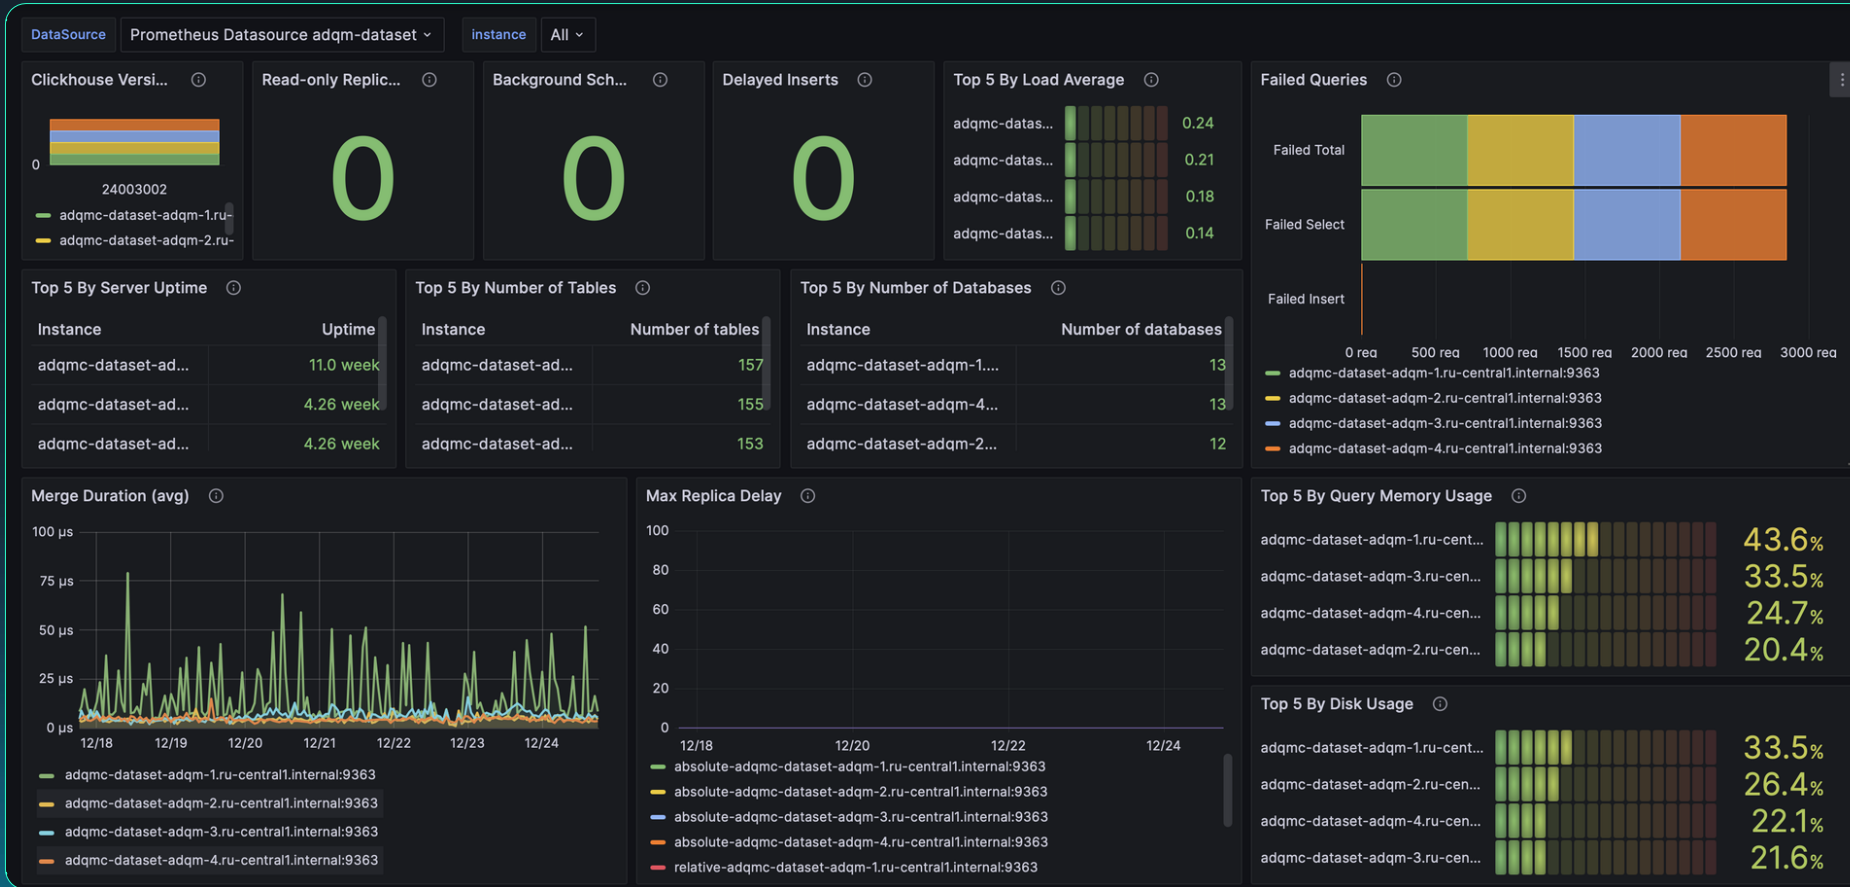 DataSource Prometheus Datasource adqm-dataset instance All
Clickhouse Versi...
0
24003002
adqmc-dataset-adqm-1.ru-
adqmc-dataset-adqm-2.ru-
Read-only Replic...
0
Background Sch...
0
Delayed Inserts
0
Top 5 By Load Average
adqmc-datas... 0.24
adqmc-datas... 0.21
adqmc-datas... 0.18
adqmc-datas... 0.14
Failed Queries
Failed Total
Failed Select
Failed Insert
0 req 500 req 1000 req 1500 req 2000 req 2500 req 3000 req
adqmc-dataset-adqm-1.ru-central1.internal:9363
adqmc-dataset-adqm-2.ru-central1.internal:9363
adqmc-dataset-adqm-3.ru-central1.internal:9363
adqmc-dataset-adqm-4.ru-central1.internal:9363
Top 5 By Server Uptime
Instance Uptime
adqmc-dataset-ad... 11.0 week
adqmc-dataset-ad... 4.26 week
adqmc-dataset-ad... 4.26 week
Top 5 By Number of Tables
Instance Number of tables
adqmc-dataset-ad... 157
adqmc-dataset-ad... 155
adqmc-dataset-ad... 153
Top 5 By Number of Databases
Instance Number of databases
adqmc-dataset-adqm-1.... 13
adqmc-dataset-adqm-4... 13
adqmc-dataset-adqm-2... 12
Merge Duration (avg)
100 µs
75 µs
50 µs
25 µs
0 µs
12/18 12/19 12/20 12/21 12/22 12/23 12/24
adqmc-dataset-adqm-1.ru-central1.internal:9363
adqmc-dataset-adqm-2.ru-central1.internal:9363
adqmc-dataset-adqm-3.ru-central1.internal:9363
adqmc-dataset-adqm-4.ru-central1.internal:9363
Max Replica Delay
100
80
60
40
20
0
12/18 12/20 12/22 12/24
absolute-adqmc-dataset-adqm-1.ru-central1.internal:9363
absolute-adqmc-dataset-adqm-2.ru-central1.internal:9363
absolute-adqmc-dataset-adqm-3.ru-central1.internal:9363
absolute-adqmc-dataset-adqm-4.ru-central1.internal:9363
relative-adqmc-dataset-adqm-1.ru-central1.internal:9363
Top 5 By Query Memory Usage
adqmc-dataset-adqm-1.ru-cent... 43.6%
adqmc-dataset-adqm-3.ru-cen... 33.5%
adqmc-dataset-adqm-4.ru-cen... 24.7%
adqmc-dataset-adqm-2.ru-cen... 20.4%
Top 5 By Disk Usage
adqmc-dataset-adqm-1.ru-cent... 33.5%
adqmc-dataset-adqm-2.ru-cen... 26.4%
adqmc-dataset-adqm-4.ru-cen... 22.1%
adqmc-dataset-adqm-3.ru-cen... 21.6%